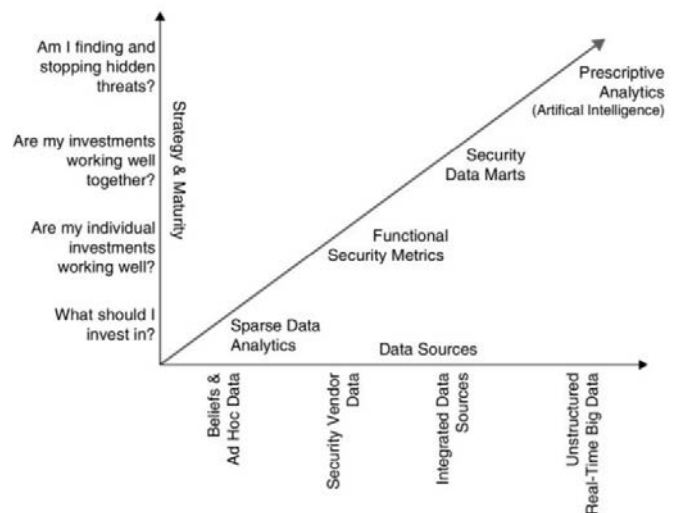 Am I finding and
stopping hidden
threats?
Are my investments
working well
together?
Are my individual
investments
working well?
What should I
invest in?
Strategy & Maturity
Prescriptive
Analytics
(Artifical Intelligence)
Security
Data Marts
Functional
Security Metrics
Sparse Data
Analytics
Data Sources
Beliefs &
Ad Hoc Data
Security Vendor
Data
Integrated Data
Sources
Unstructured
Real-Time Big Data